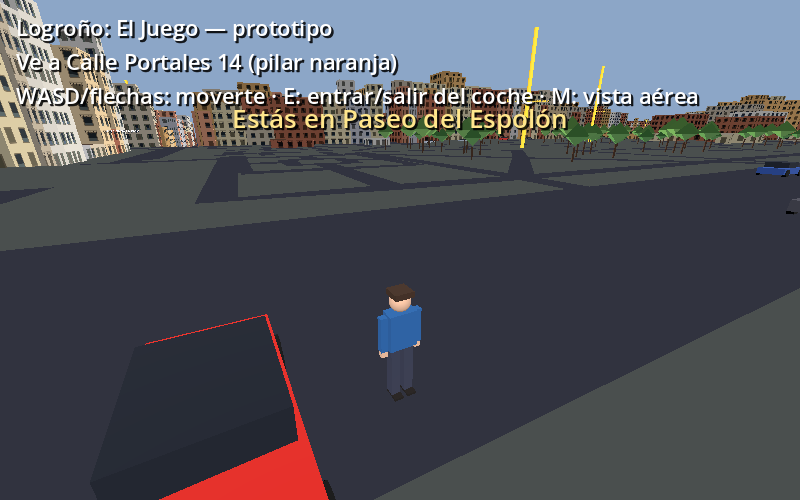 Logroño: El Juego — prototipo
Ve a Calle Portales 14 (pilar naranja)
WASD/flechas: moverte · E: entrar/salir del coche · M: vista aérea
Estás en Paseo del Espolón